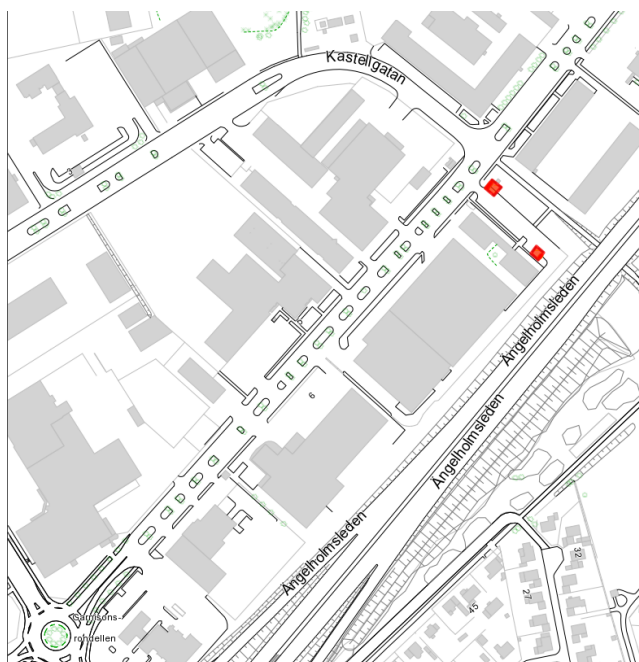 Kastellgatan
Ängelholmsleden
6
Ängelholmsleden
Ängelholmsleden
32
27
45
Garnisons-
rondellen